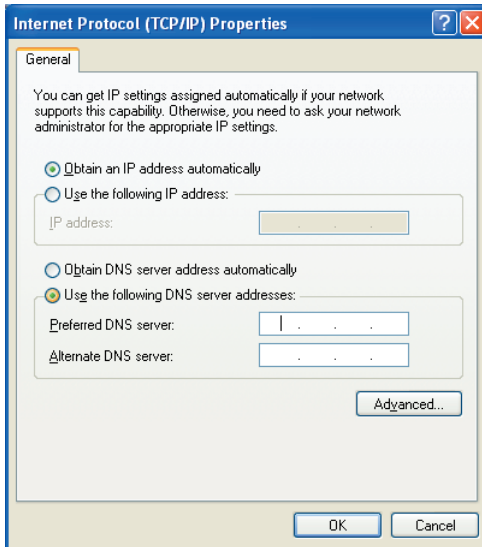 Internet Protocol (TCP/IP) Properties
General
You can get IP settings assigned automatically if your network
supports this capability. Otherwise, you need to ask your network
administrator for the appropriate IP settings.
Obtain an IP address automatically
Use the following IP address:
IP address:
Obtain DNS server address automatically
Use the following DNS server addresses:
Preferred DNS server:
Alternate DNS server:
Advanced...
OK Cancel